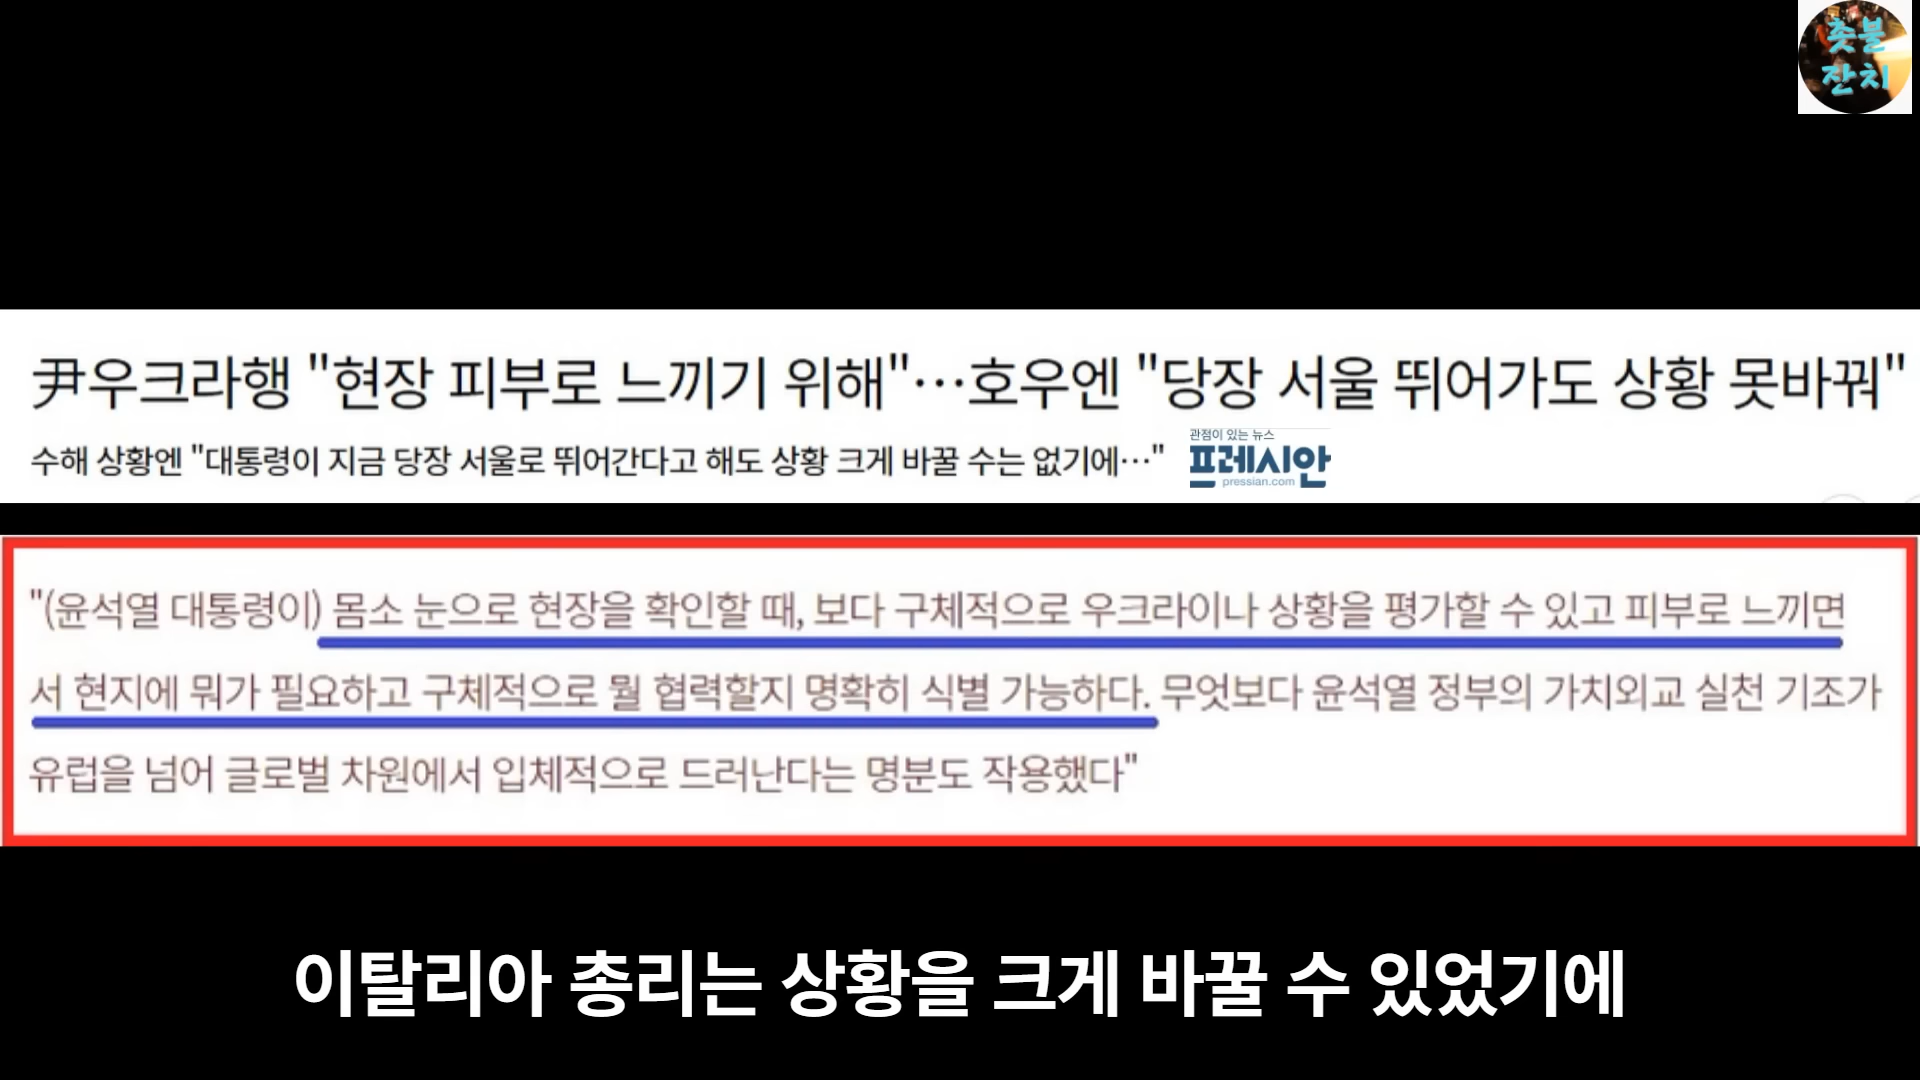 촛불
잔치
尹우크라행 "현장 피부로 느끼기 위해"…호우엔 "당장 서울 뛰어가도 상황 못바꿔"
수해 상황엔 "대통령이 지금 당장 서울로 뛰어간다고 해도 상황 크게 바꿀 수는 없기에…"
관점이 있는 뉴스
프레시안
pressian.com
"(윤석열 대통령이) 몸소 눈으로 현장을 확인할 때, 보다 구체적으로 우크라이나 상황을 평가할 수 있고 피부로 느끼면
서 현지에 뭐가 필요하고 구체적으로 뭘 협력할지 명확히 식별 가능하다. 무엇보다 윤석열 정부의 가치외교 실천 기조가
유럽을 넘어 글로벌 차원에서 입체적으로 드러난다는 명분도 작용했다"
이탈리아 총리는 상황을 크게 바꿀 수 있었기에